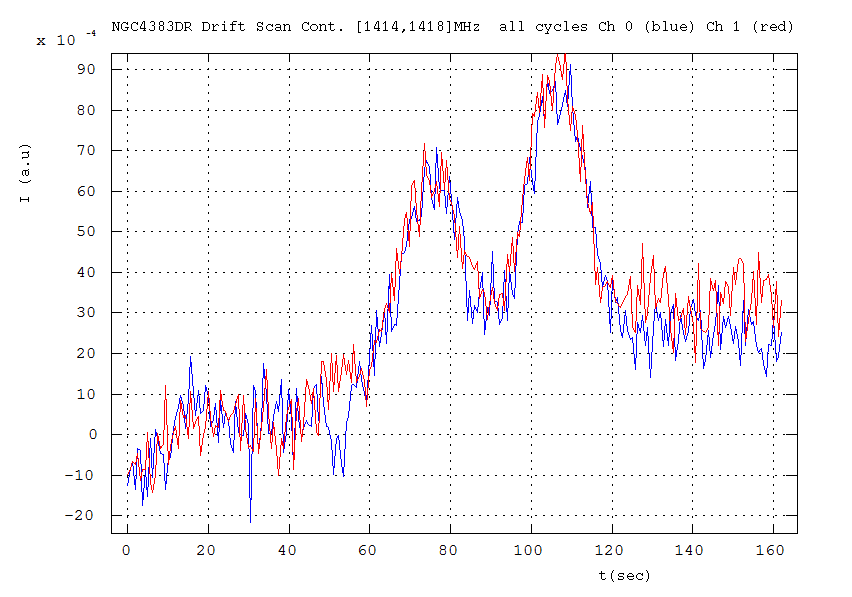 NGC4383DR Drift Scan Cont. [1414,1418]MHz  all cycles Ch 0 (blue) Ch 1 (red)
x 10 -4
90
80
70
60
50
40
30
20
10
0
-10
-20
I (a.u)
0 20 40 60 80 100 120 140 160
t(sec)